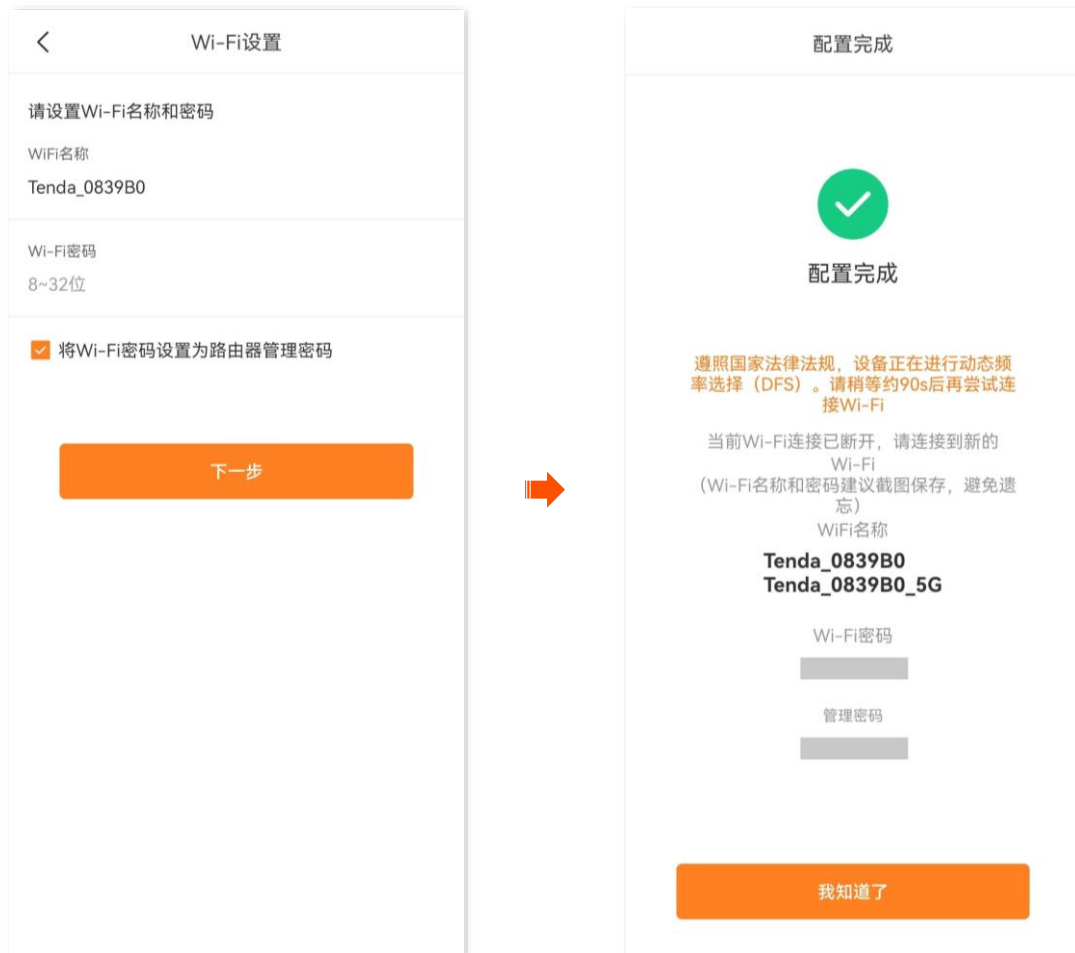 Wi-Fi设置
请设置Wi-Fi名称和密码
WiFi名称
Tenda_0839B0
Wi-Fi密码
8~32位
将Wi-Fi密码设置为路由器管理密码
下一步
配置完成
配置完成
遵照国家法律法规，设备正在进行动态频
率选择（DFS）。请稍等约90s后再尝试连
接Wi-Fi
当前Wi-Fi连接已断开，请连接到新的
Wi-Fi
（Wi-Fi名称和密码建议截图保存，避免遗
忘）
WiFi名称
Tenda_0839B0
Tenda_0839B0_5G
Wi-Fi密码
管理密码
我知道了